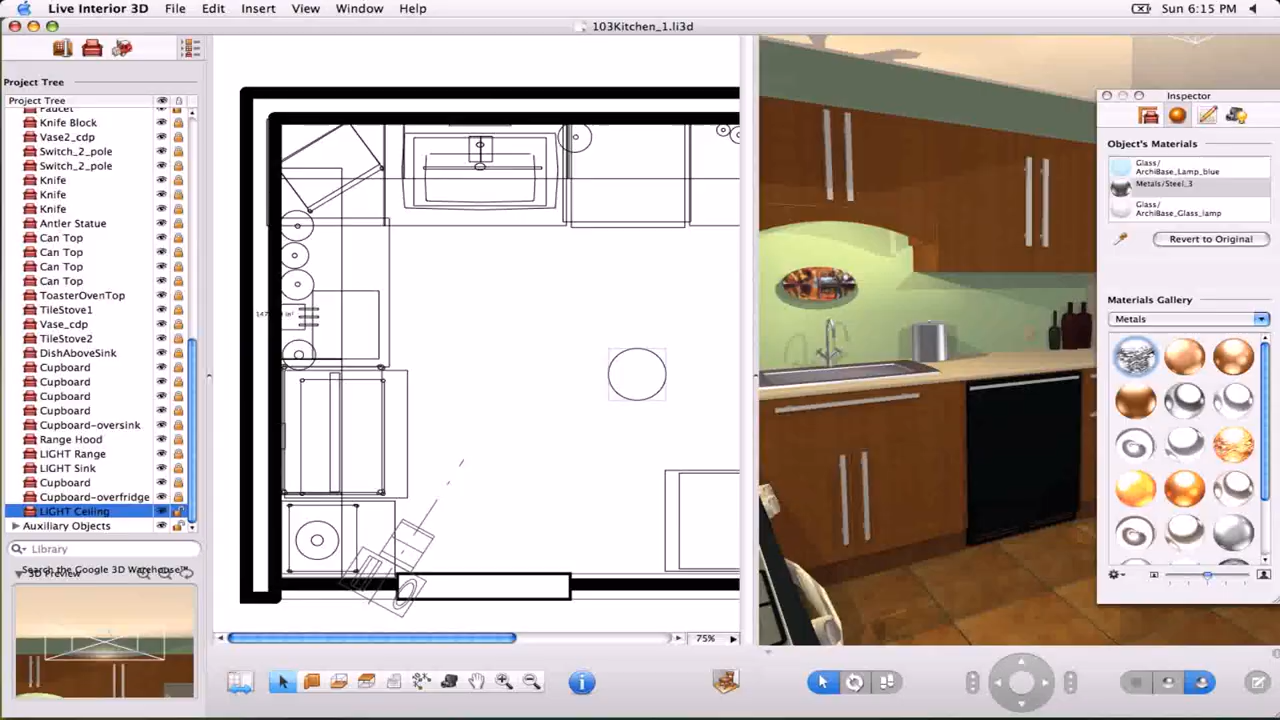 Live Interior 3D File Edit Insert View Window Help Sun 6:15 PM
103Kitchen_1.li3d
Project Tree
Project Tree
Faucet
Knife Block
Vase2_cdp
Switch_2_pole
Switch_2_pole
Knife
Knife
Knife
Antler Statue
Can Top
Can Top
Can Top
Can Top
ToasterOvenTop
TileStove1
Vase_cdp
TileStove2
DishAboveSink
Cupboard
Cupboard
Cupboard
Cupboard
Cupboard-oversink
Range Hood
LIGHT Range
LIGHT Sink
Cupboard
Cupboard-overfridge
LIGHT Ceiling
Auxiliary Objects
Library
Search the Google 3D Warehouse™
3D Preview
75%
Inspector
Object's Materials
Glass/
ArchiBase_Lamp_blue
Metals/Steel_3
Glass/
ArchiBase_Glass_lamp
Revert to Original
Materials Gallery
Metals